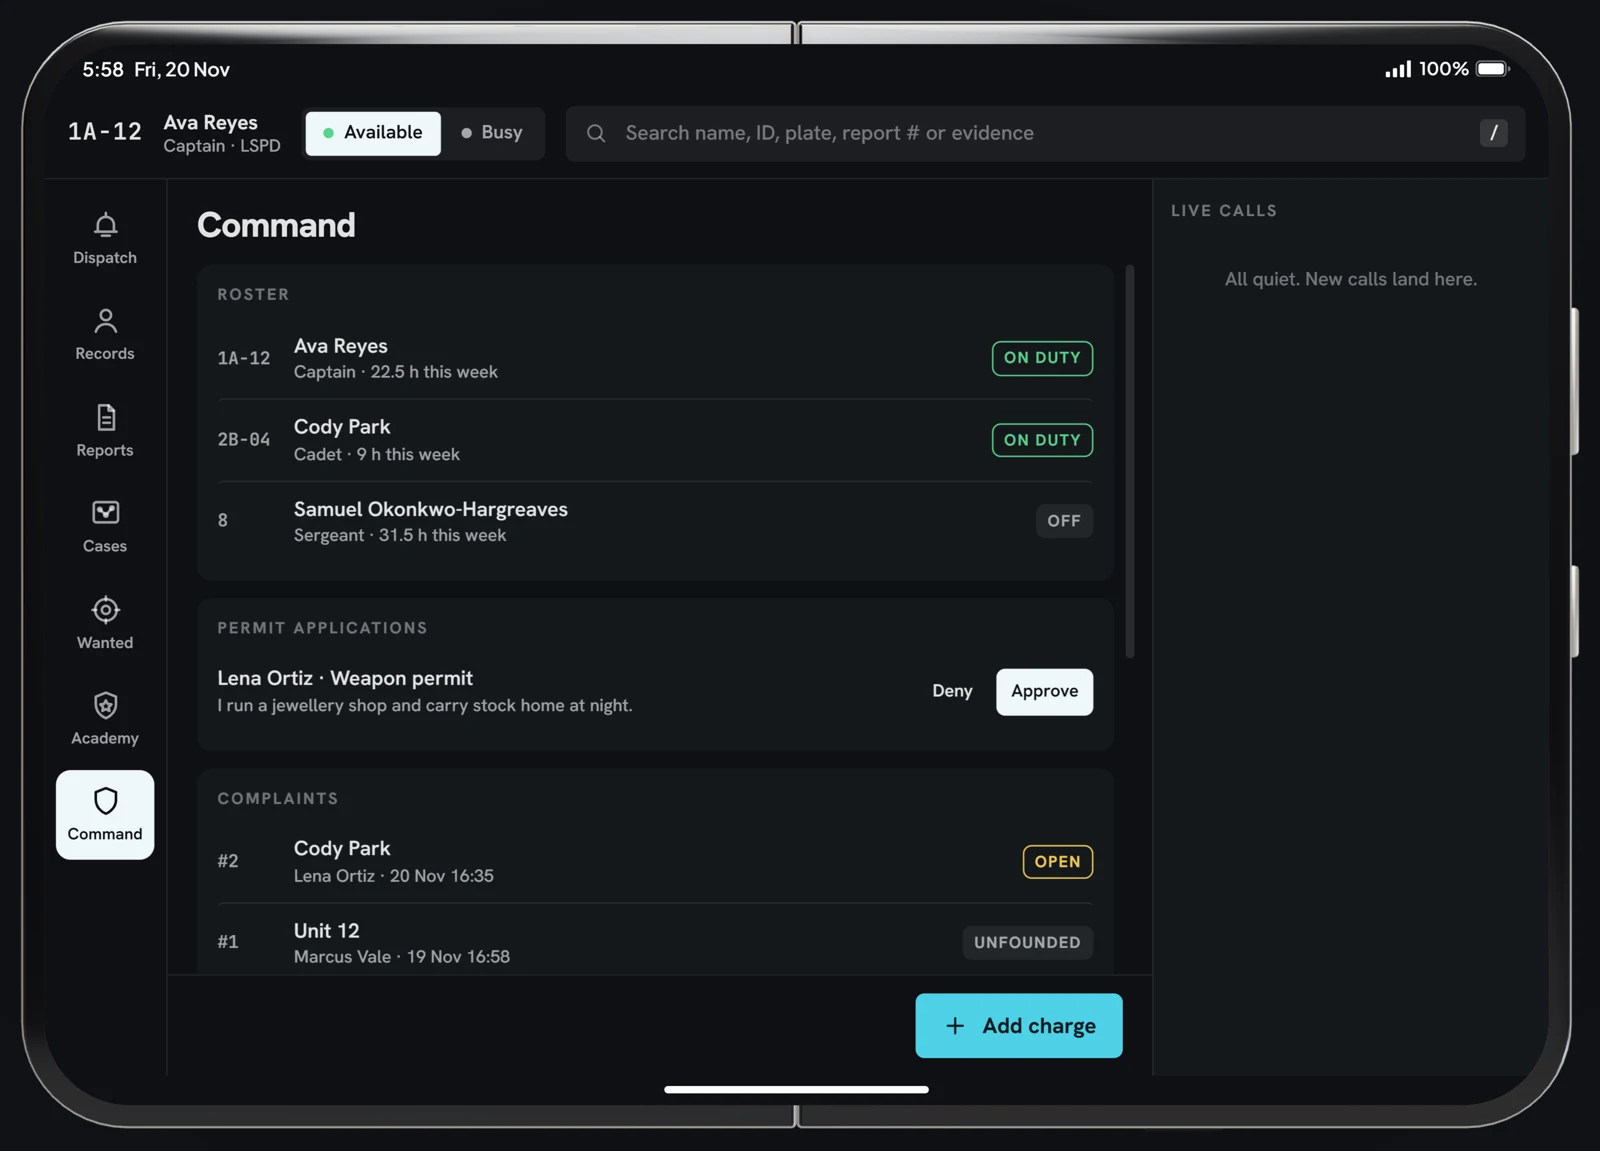 5:58 Fri, 20 Nov
100%
1A-12
Ava Reyes
Captain · LSPD
Available
Busy
Search name, ID, plate, report # or evidence
/
Dispatch
Records
Reports
Cases
Wanted
Academy
Command
Command
ROSTER
1A-12
Ava Reyes
Captain · 22.5 h this week
ON DUTY
2B-04
Cody Park
Cadet · 9 h this week
ON DUTY
8
Samuel Okonkwo-Hargreaves
Sergeant · 31.5 h this week
OFF
PERMIT APPLICATIONS
Lena Ortiz · Weapon permit
I run a jewellery shop and carry stock home at night.
Deny
Approve
COMPLAINTS
#2
Cody Park
Lena Ortiz · 20 Nov 16:35
OPEN
#1
Unit 12
Marcus Vale · 19 Nov 16:58
UNFOUNDED
+ Add charge
LIVE CALLS
All quiet. New calls land here.